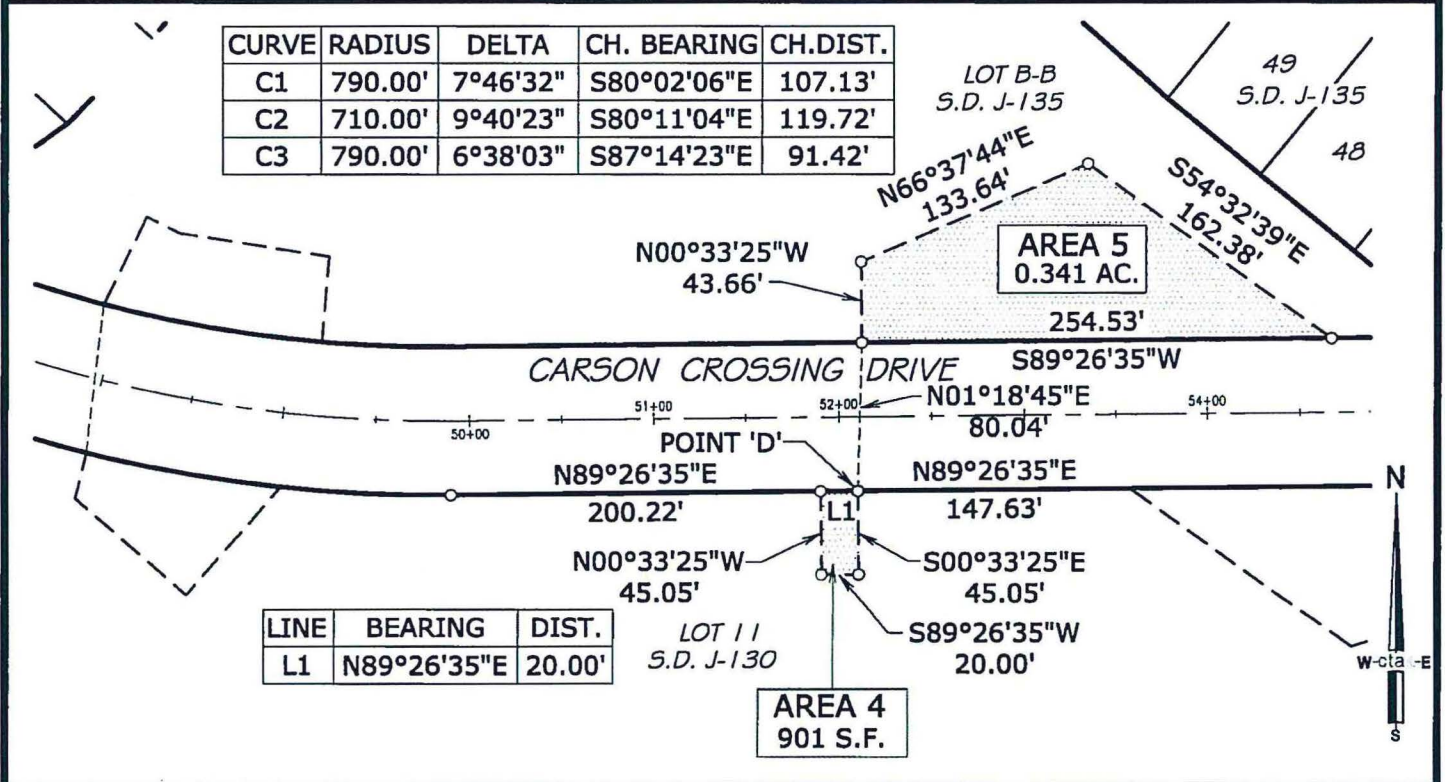 CURVE RADIUS DELTA CH. BEARING CH.DIST.
C1 790.00' 7°46'32" S80°02'06"E 107.13'
C2 710.00' 9°40'23" S80°11'04"E 119.72'
C3 790.00' 6°38'03" S87°14'23"E 91.42'
LOT B-B
S.D. J-135
49
S.D. J-135
48
N66°37'44"E
133.64'
S54°32'39"E
162.38'
N00°33'25"W
43.66'
AREA 5
0.341 AC.
254.53'
S89°26'35"W
CARSON CROSSING DRIVE
N01°18'45"E
80.04'
50+00
51+00
52+00
54+00
POINT 'D'
N89°26'35"E
200.22'
L1
N89°26'35"E
147.63'
N00°33'25"W
45.05'
S00°33'25"E
45.05'
S89°26'35"W
20.00'
LINE BEARING DIST.
L1 N89°26'35"E 20.00'
LOT 11
S.D. J-130
AREA 4
901 S.F.
N
W-cta -E
S